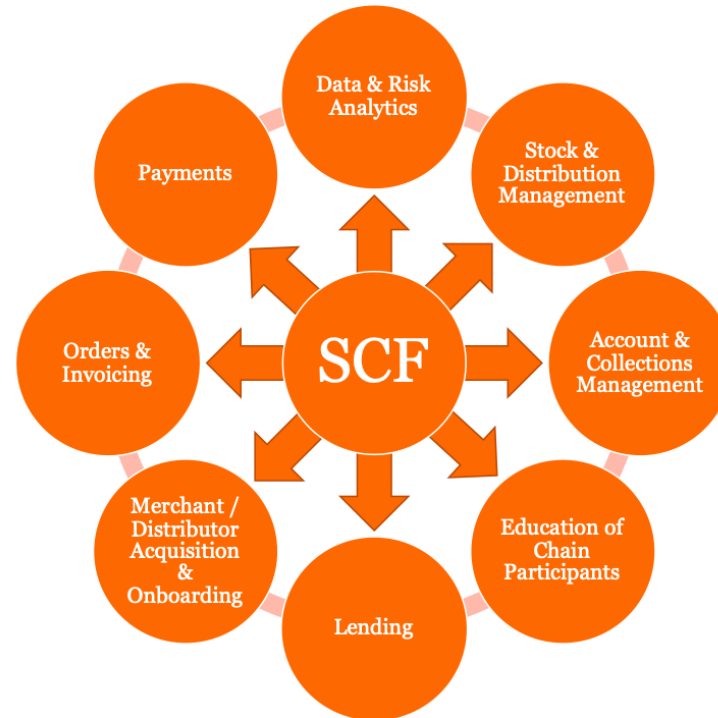 Data & Risk
Analytics
Stock &
Distribution
Management
Account &
Collections
Management
Education of
Chain
Participants
Lending
Merchant /
Distributor
Acquisition
&
Onboarding
Orders &
Invoicing
Payments
SCF